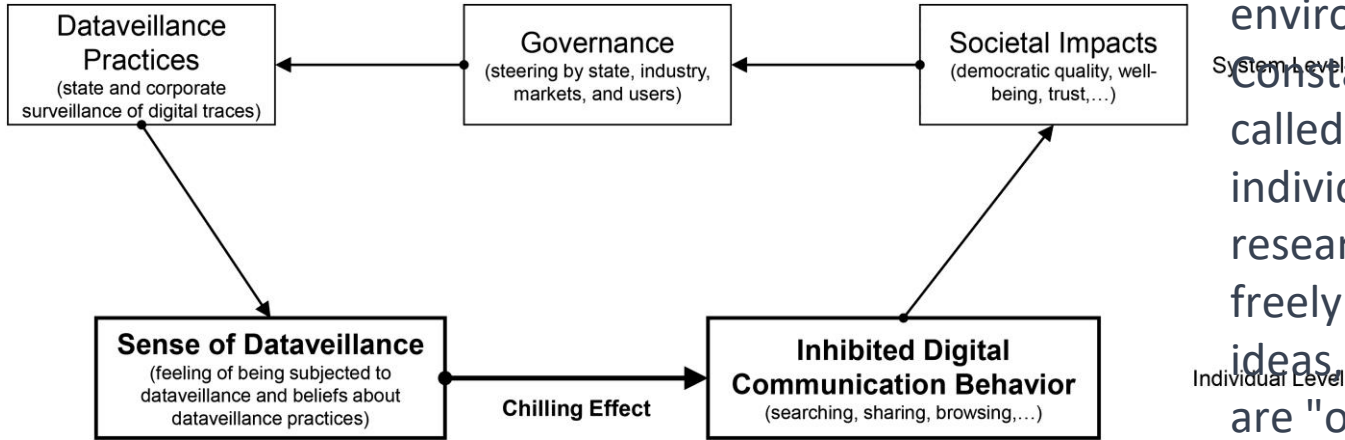 Dataveillance
Practices
(state and corporate
surveillance of digital traces)
Governance
(steering by state, industry,
markets, and users)
Societal Impacts
(democratic quality, well-
being, trust,…)
System Level
Sense of Dataveillance
(feeling of being subjected to
dataveillance and beliefs about
dataveillance practices)
Chilling Effect
Inhibited Digital
Communication Behavior
(searching, sharing, browsing,…)
Individual Level
called
freely
ideas,
are "o